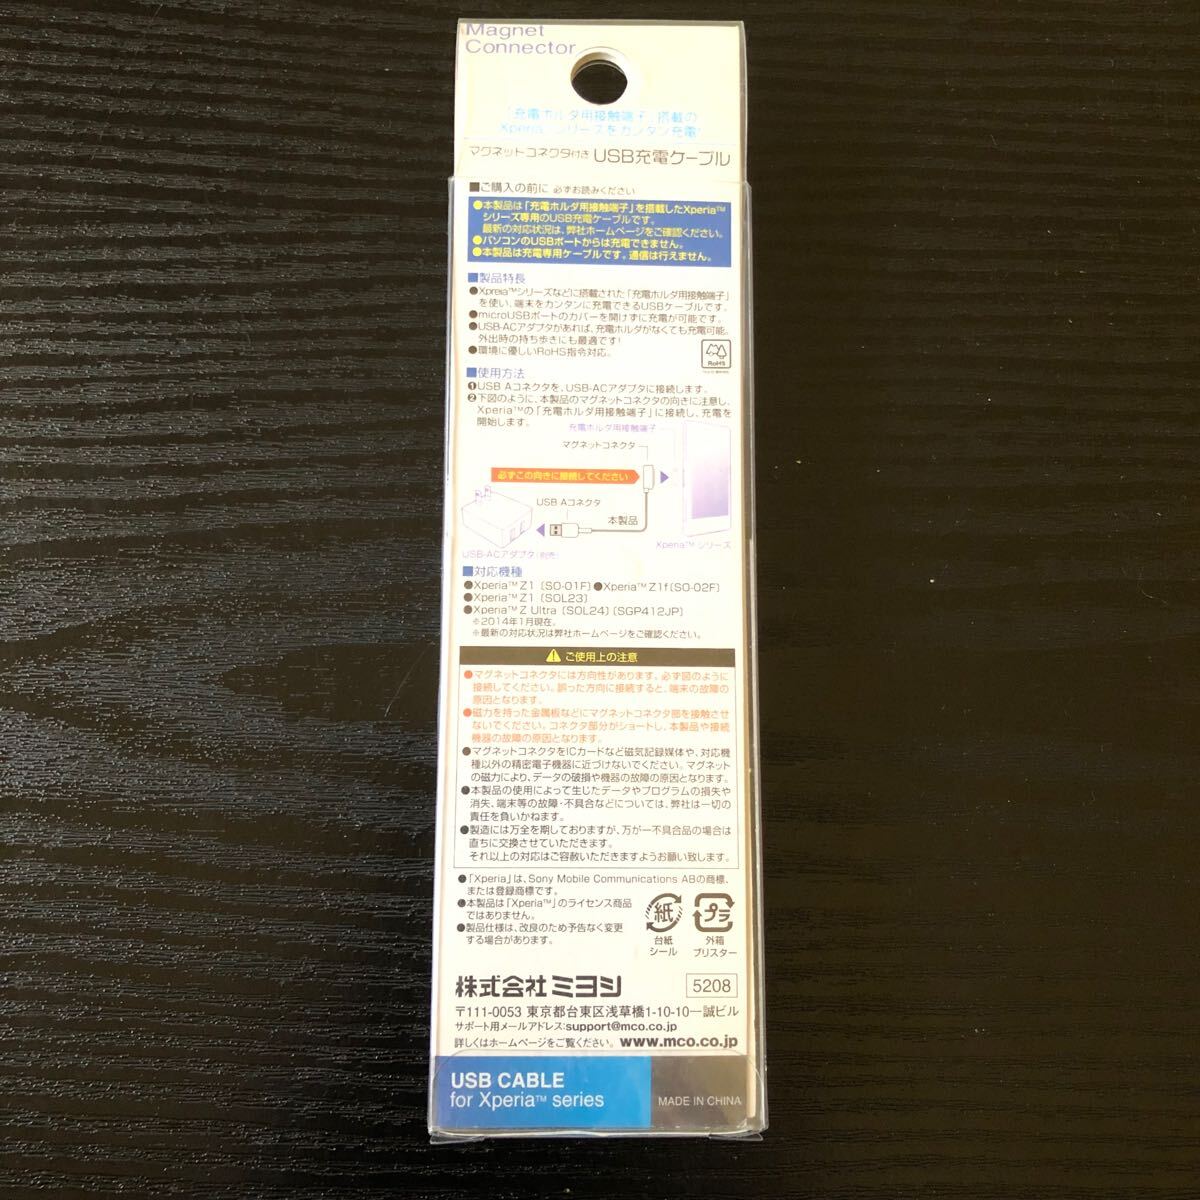 Magnet
Connector
「充電ホルダ用接触端子」搭載の
Xperia™シリーズをカンタン充電!
マグネットコネクタ付き USB充電ケーブル
■ご購入の前に 必ずお読みください
●本製品は「充電ホルダ用接触端子」を搭載したXperia™
シリーズ専用のUSB充電ケーブルです。
最新の対応状況は、弊社ホームページをご確認ください。
●パソコンのUSBポートからは充電できません。
●本製品は充電専用ケーブルです。通信は行えません。
■製品特長
●Xpreia™シリーズなどに搭載された「充電ホルダ用接触端子」
を使い、端末をカンタンに充電できるUSBケーブルです。
●microUSBポートのカバーを開けずに充電が可能です。
●USB-ACアダプタがあれば、充電ホルダがなくても充電可能。
外出時の持ち歩きにも最適です!
●環境に優しいRoHS指令対応。
RoHS
■使用方法
❶USB Aコネクタを、USB-ACアダプタに接続します。
❷下図のように、本製品のマグネットコネクタの向きに注意し、
Xperia™の「充電ホルダ用接触端子」に接続し、充電を
開始します。
充電ホルダ用接触端子
マグネットコネクタ
必ずこの向きに接続してください
USB Aコネクタ
本製品
USB-ACアダプタ(別売)
Xperia™ シリーズ
■対応機種
●Xperia™ Z1 [SO-01F] ●Xperia™ Z1f[SO-02F]
●Xperia™ Z1 [SOL23]
●Xperia™ Z Ultra [SOL24] [SGP412JP]
※2014年1月現在。
※最新の対応状況は弊社ホームページをご確認ください。
⚠ ご使用上の注意
●マグネットコネクタには方向性があります。必ず図のように
接続してください。誤った方向に接続すると、端末の故障の
原因となります。
●磁力を持った金属板などにマグネットコネクタ部を接触させ
ないでください。コネクタ部分がショートし、本製品や接続
機器の故障の原因となります。
●マグネットコネクタをICカードなど磁気記録媒体や、対応機
種以外の精密電子機器に近づけないでください。マグネット
の磁力により、データの破損や機器の故障の原因となります。
●本製品の使用によって生じたデータやプログラムの損失や
消失、端末等の故障・不具合などについては、弊社は一切の
責任を負いかねます。
●製造には万全を期しておりますが、万が一不具合品の場合は
直ちに交換させていただきます。
それ以上の対応はご容赦いただきますようお願い致します。
●「Xperia」は、Sony Mobile Communications ABの商標、
または登録商標です。
●本製品は「Xperia™」のライセンス商品
ではありません。
●製品仕様は、改良のため予告なく変更
する場合があります。
紙
台紙
シール
プラ
外箱
ブリスター
株式会社ミヨシ
5208
〒111-0053 東京都台東区浅草橋1-10-10一誠ビル
サポート用メールアドレス:support@mco.co.jp
詳しくはホームページをご覧ください。 www.mco.co.jp
USB CABLE
for Xperia™ series
MADE IN CHINA